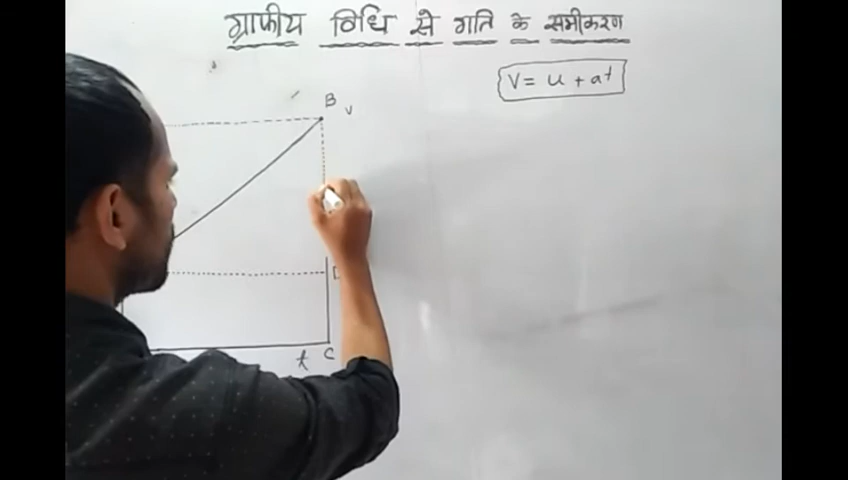 ग्राफीय विधि से गति के समीकरण
V = u + at
B v
t C